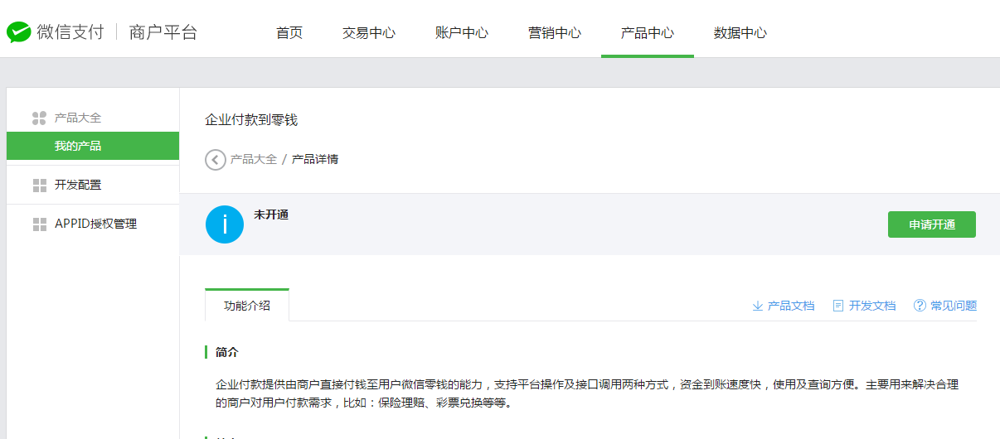 微信支付 商户平台 首页 交易中心 账户中心 营销中心 产品中心 数据中心
产品大全
我的产品
开发配置
APPID授权管理
企业付款到零钱
产品大全 / 产品详情
未开通
申请开通
功能介绍
产品文档 开发文档 常见问题
简介
企业付款提供由商户直接付钱至用户微信零钱的能力，支持平台操作及接口调用两种方式，资金到账速度快，使用及查询方便。主要用来解决合理
的商户对用户付款需求，比如：保险理赔、彩票兑换等等。